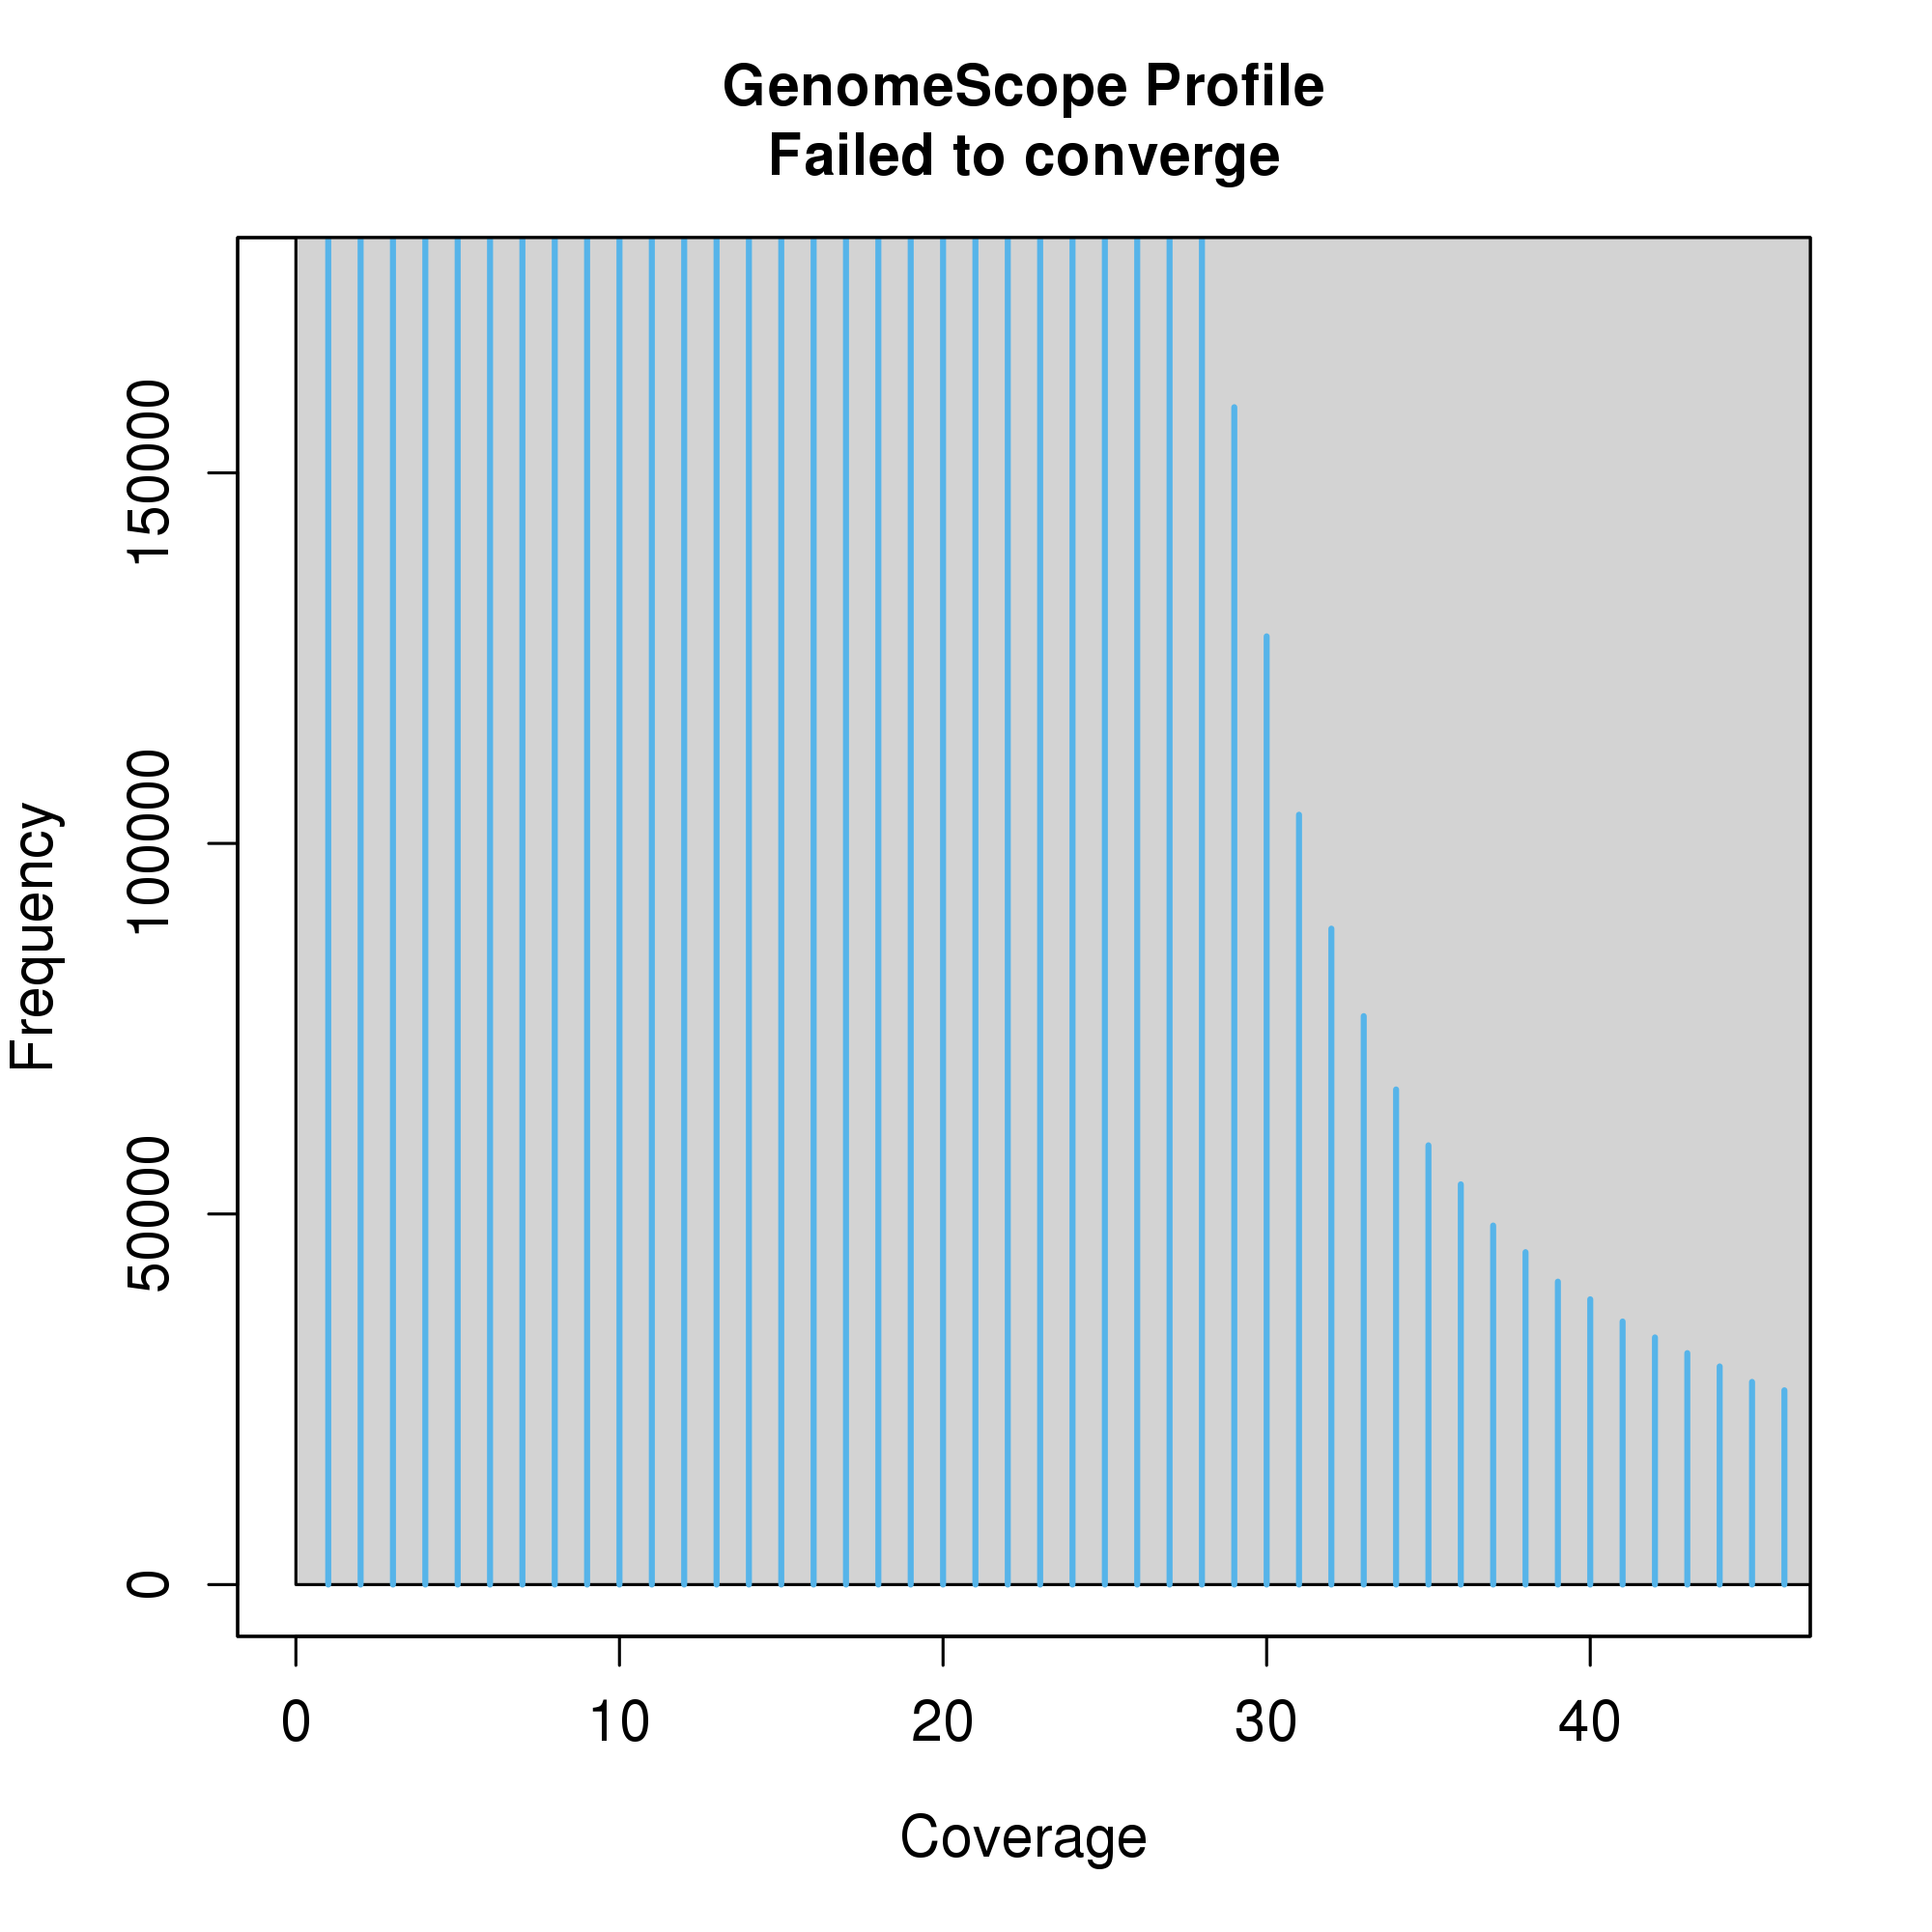 GenomeScope Profile
Failed to converge
Frequency
150000
100000
50000
0
0 10 20 30 40
Coverage